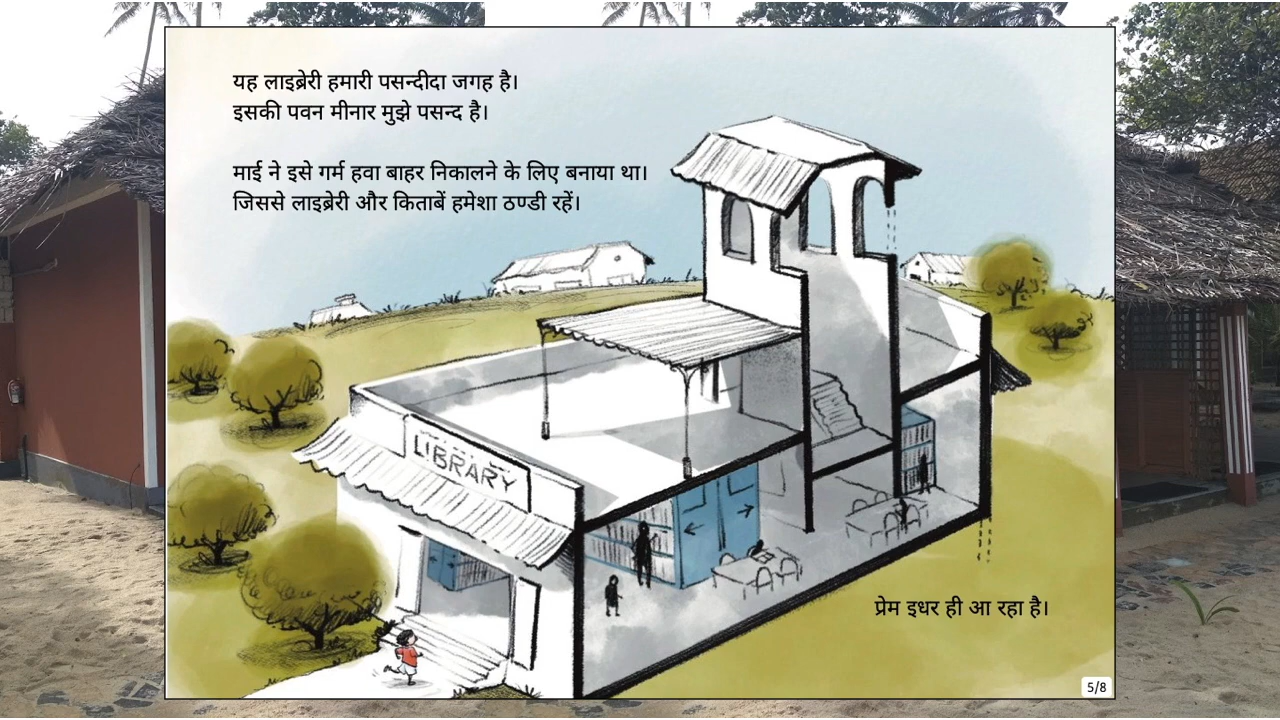 यह लाइब्रेरी हमारी पसन्दीदा जगह है।
इसकी पवन मीनार मुझे पसन्द है।
माई ने इसे गर्म हवा बाहर निकालने के लिए बनाया था।
जिससे लाइब्रेरी और किताबें हमेशा ठण्डी रहें।
LIBRARY
प्रेम इधर ही आ रहा है।
5/8